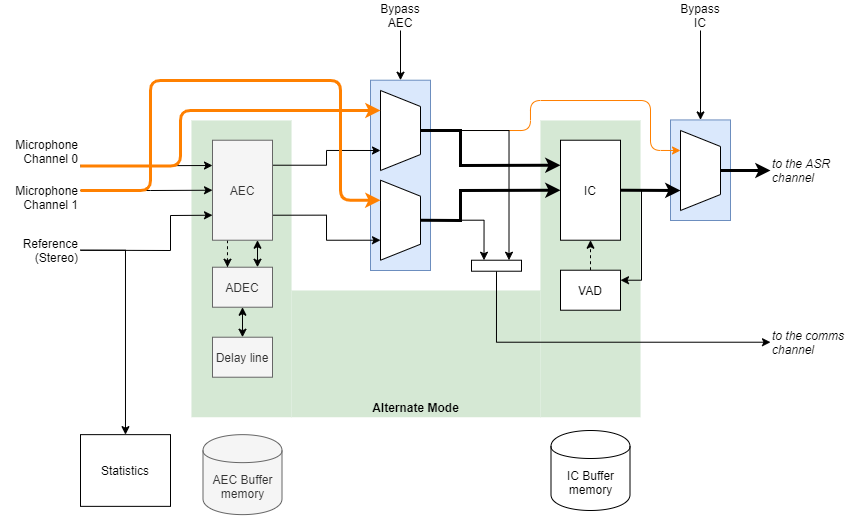 Bypass
AEC
Bypass
IC
Microphone
Channel 0
Microphone
Channel 1
Reference
(Stereo)
AEC
IC
to the ASR
channel
ADEC
VAD
Delay line
to the comms
channel
Alternate Mode
Statistics
AEC Buffer
memory
IC Buffer
memory